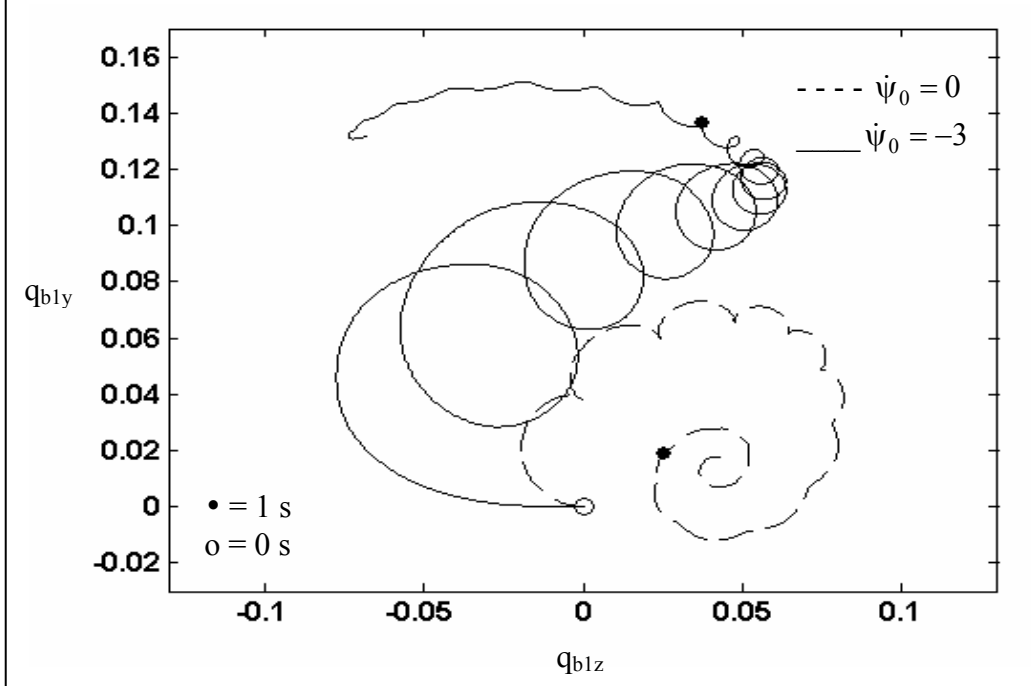 0.16
0.14
0.12
0.1
0.08
0.06
0.04
0.02
0
-0.02
-0.1
-0.05
0
0.05
0.1
q_b1y
q_b1z
---- ψ̇₀ = 0
____ ψ̇₀ = −3
• = 1 s
o = 0 s